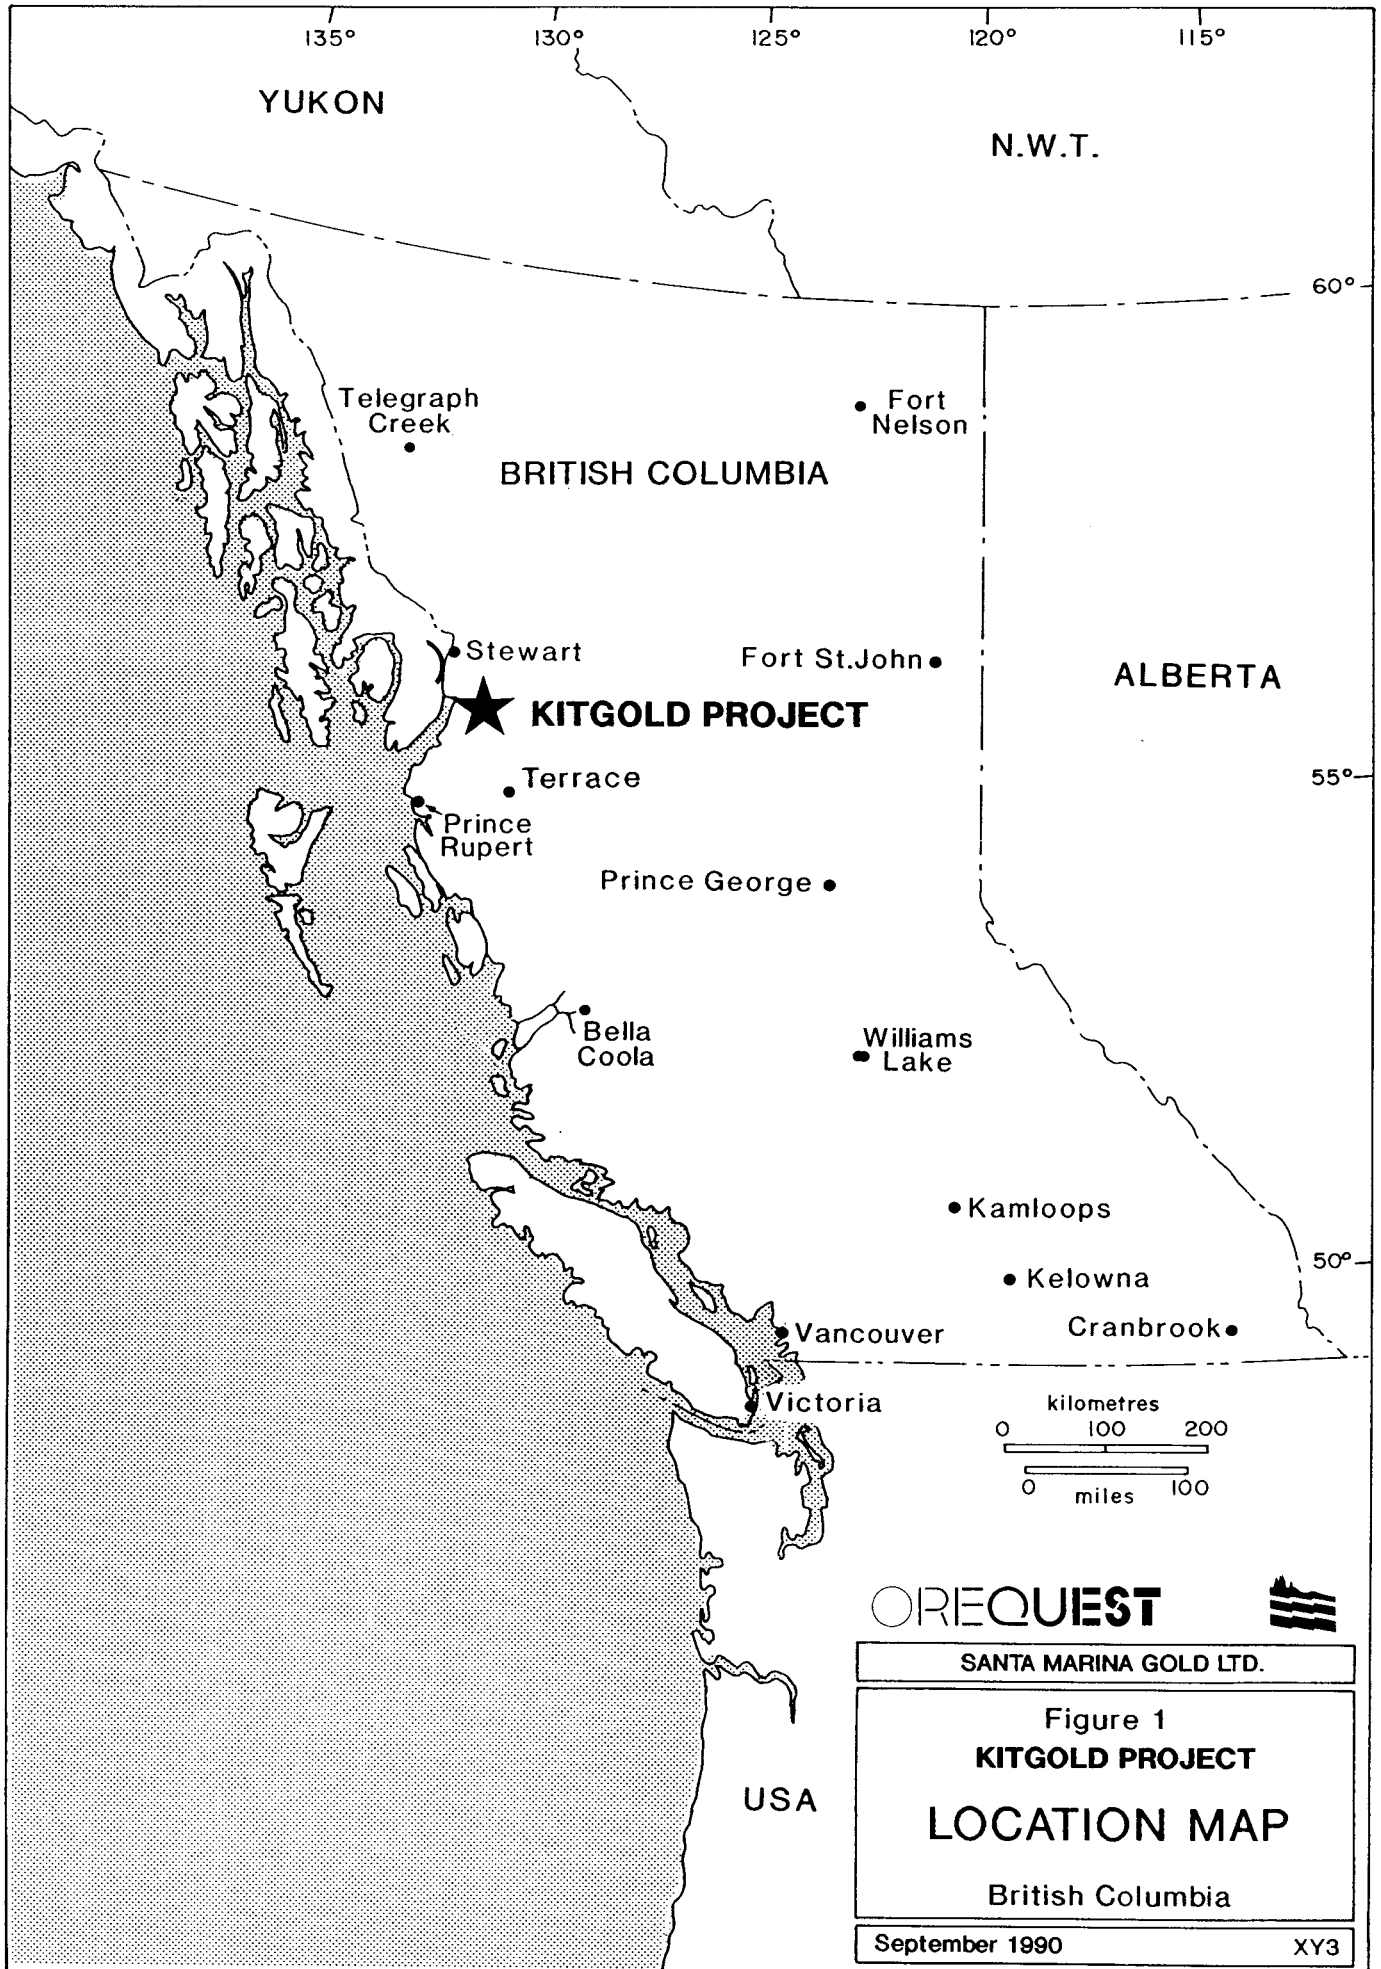 135° 130° 125° 120° 115°
YUKON
N.W.T.
60°
Telegraph
Creek
Fort
Nelson
BRITISH COLUMBIA
Stewart
Fort St.John
ALBERTA
KITGOLD PROJECT
55°
Terrace
Prince
Rupert
Prince George
Bella
Coola
Williams
Lake
Kamloops
50°
Kelowna
Vancouver
Cranbrook
Victoria
kilometres
0 100 200
0 miles 100
OREQUEST
SANTA MARINA GOLD LTD.
Figure 1
KITGOLD PROJECT
USA
LOCATION MAP
British Columbia
September 1990 XY3